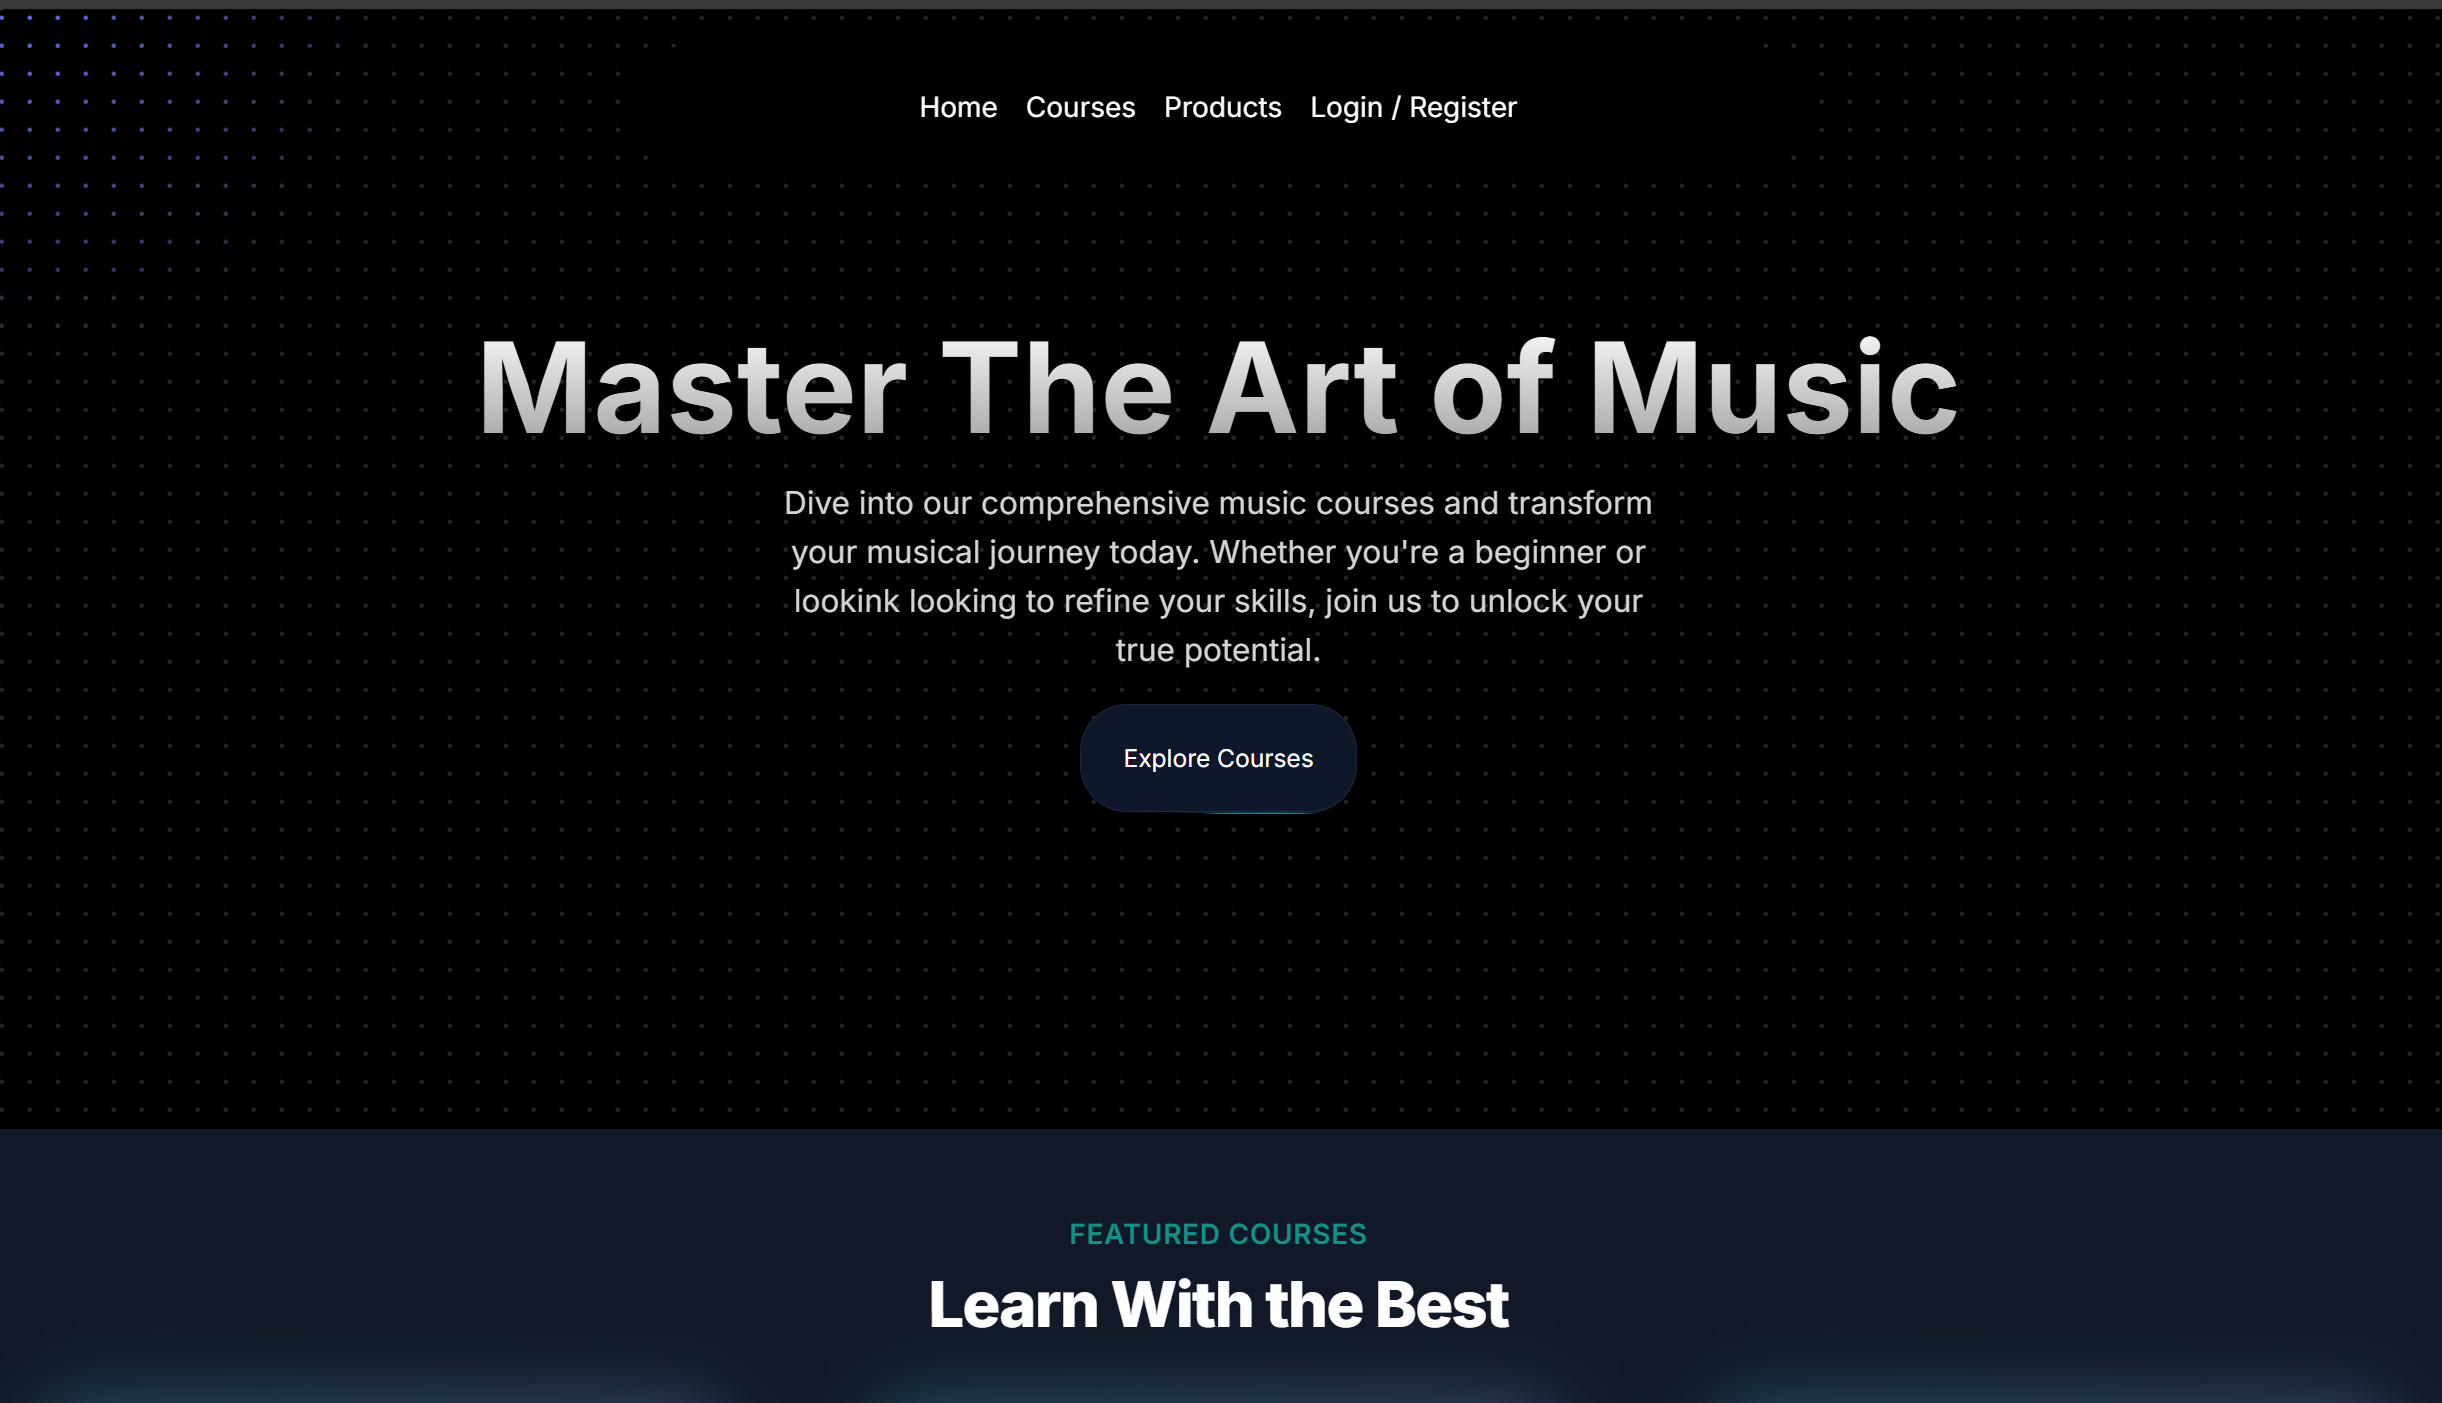 Home Courses Products Login / Register
Master The Art of Music
Dive into our comprehensive music courses and transform
your musical journey today. Whether you're a beginner or
lookink looking to refine your skills, join us to unlock your
true potential.
Explore Courses
FEATURED COURSES
Learn With the Best